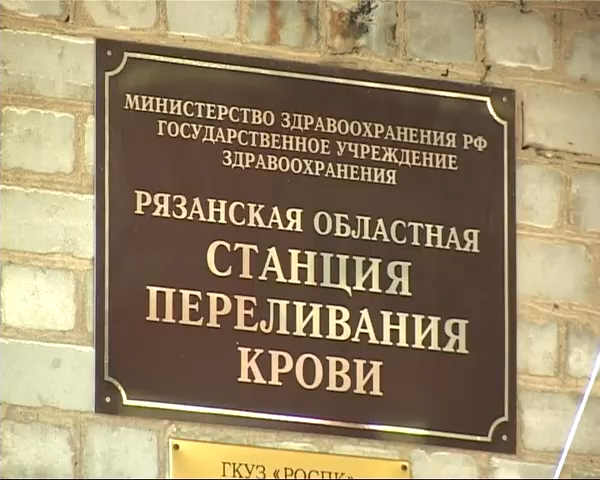 МИНИСТЕРСТВО ЗДРАВООХРАНЕНИЯ РФ
ГОСУДАРСТВЕННОЕ УЧРЕЖДЕНИЕ
ЗДРАВООХРАНЕНИЯ
РЯЗАНСКАЯ ОБЛАСТНАЯ
СТАНЦИЯ
ПЕРЕЛИВАНИЯ
КРОВИ
ГКУЗ «РОСПК»